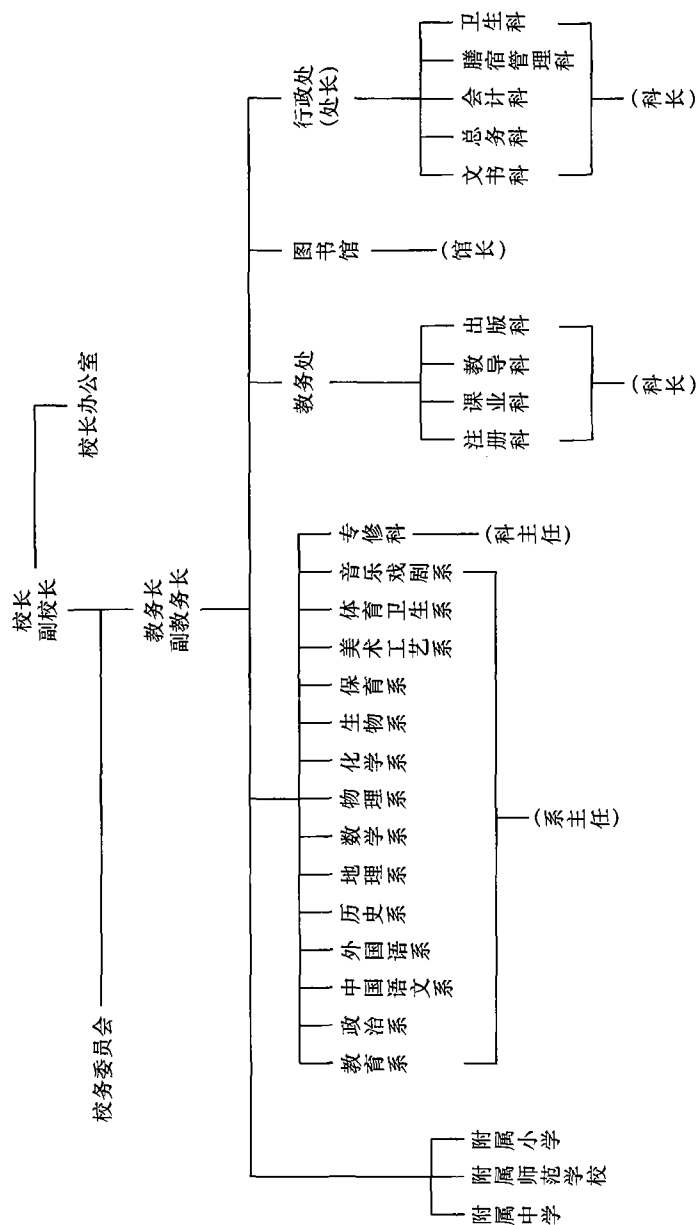 校长
副校长
校长办公室
校务委员会
教务长
副教务长
附属中学
附属师范学校
附属小学
教育系
政治系
中国语文系
外国语系
历史系
地理系
数学系
物理系
化学系
生物系
保育系
美术工艺系
体育卫生系
音乐戏剧系
(系主任)
专修科
(科主任)
教务处
注册科
课业科
教导科
出版科
(科长)
图书馆
(馆长)
行政处
(处长)
文书科
总务科
会计科
膳宿管理科
卫生科
(科长)